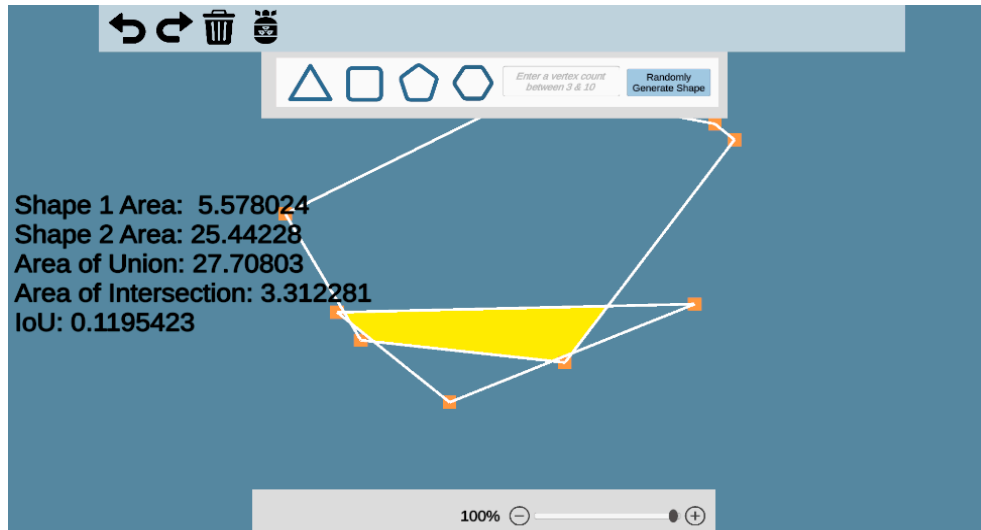 Enter a vertex count
between 3 & 10
Randomly
Generate Shape
Shape 1 Area: 5.578024
Shape 2 Area: 25.44228
Area of Union: 27.70803
Area of Intersection: 3.312281
IoU: 0.1195423
100%